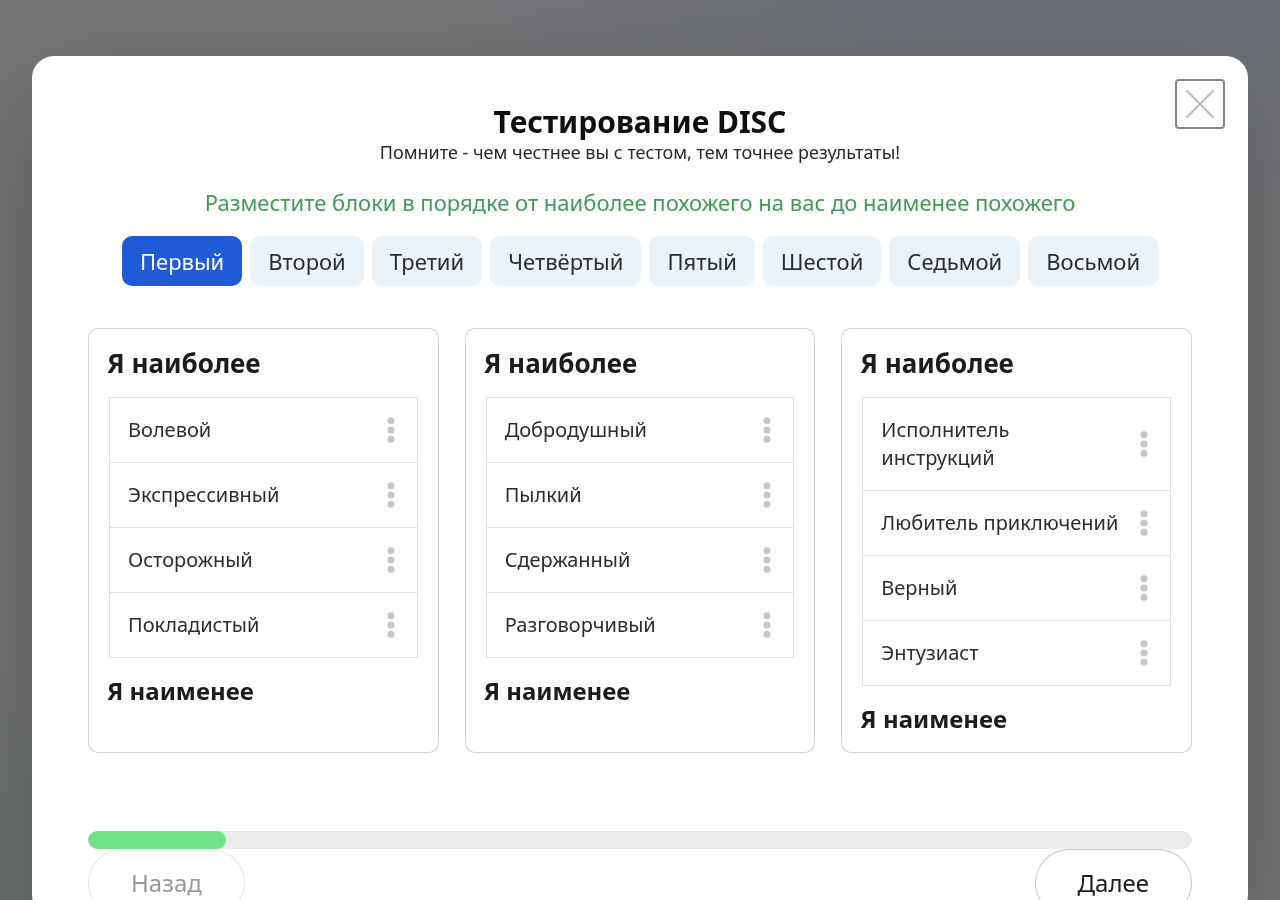 Тестирование DISC
Помните - чем честнее вы с тестом, тем точнее результаты!
Разместите блоки в порядке от наиболее похожего на вас до наименее похожего
Первый
Второй
Третий
Четвёртый
Пятый
Шестой
Седьмой
Восьмой
Я наиболее
Волевой
Экспрессивный
Осторожный
Покладистый
Я наименее
Я наиболее
Добродушный
Пылкий
Сдержанный
Разговорчивый
Я наименее
Я наиболее
Исполнитель
инструкций
Любитель приключений
Верный
Энтузиаст
Я наименее
Назад
Далее